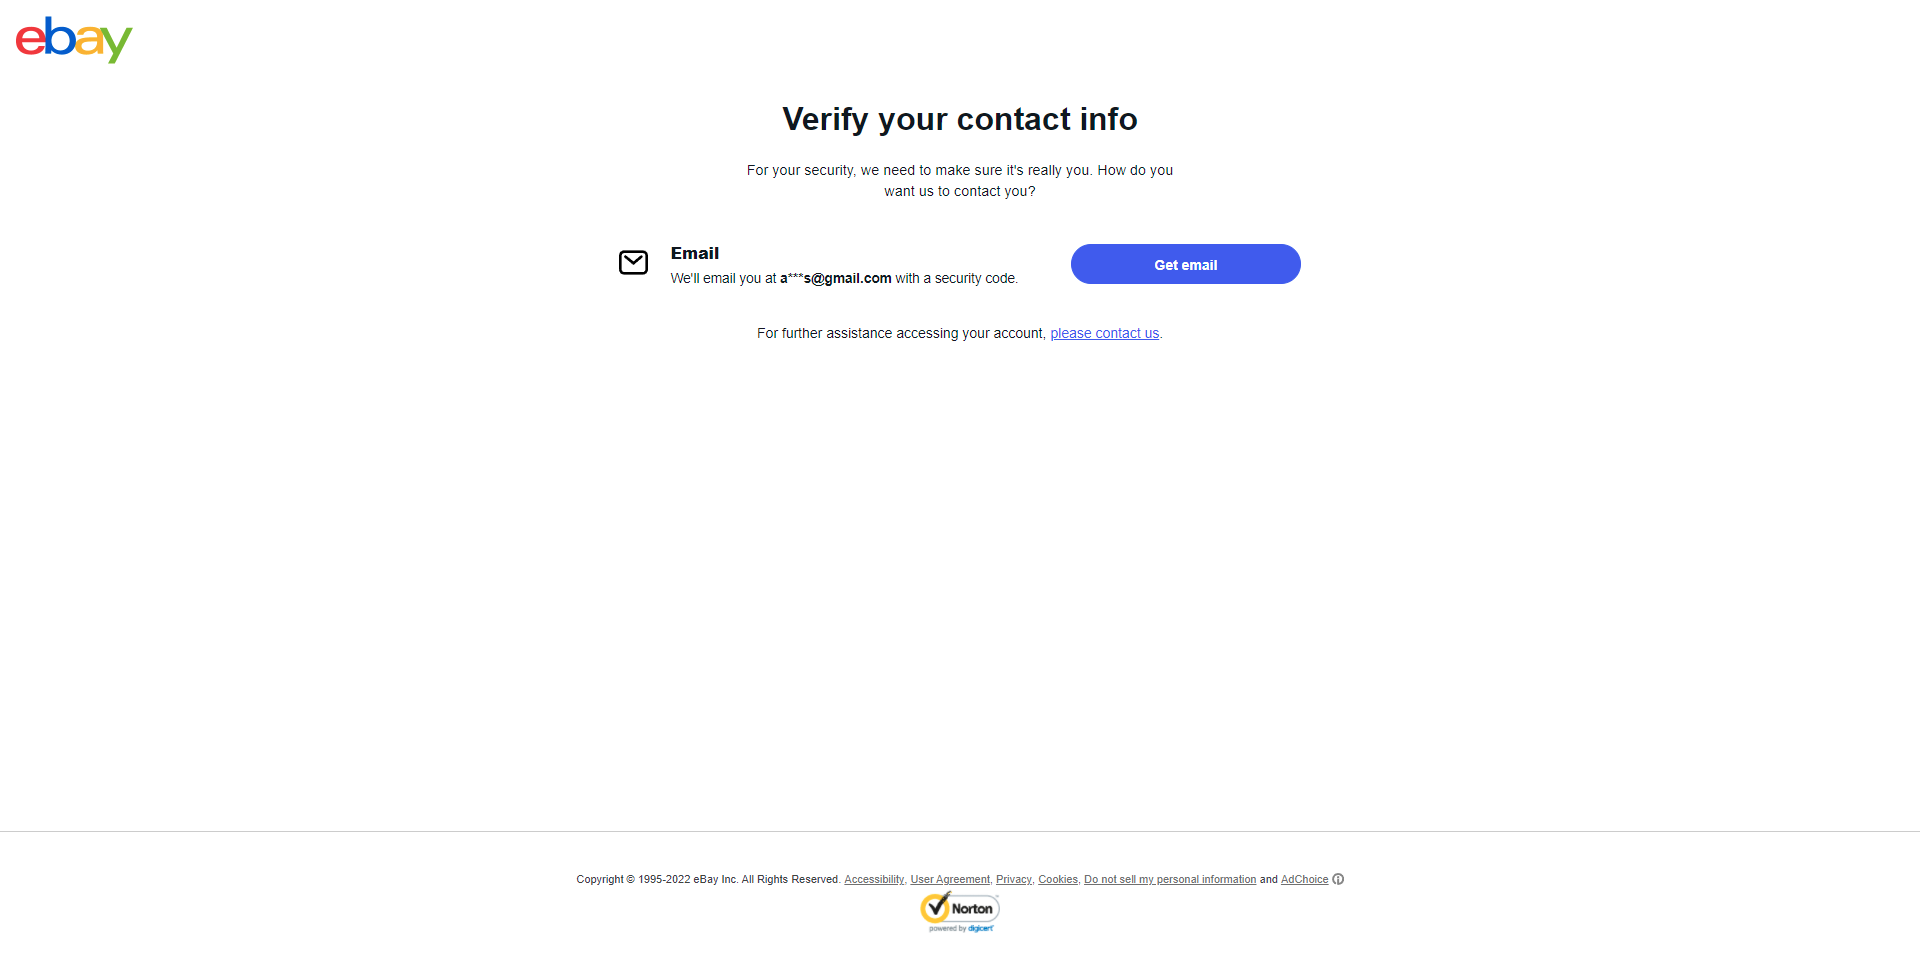 ebay
Verify your contact info
For your security, we need to make sure it's really you. How do you
want us to contact you?
Email
We'll email you at a***s@gmail.com with a security code.
Get email
For further assistance accessing your account, please contact us.
Copyright © 1995-2022 eBay Inc. All Rights Reserved. Accessibility, User Agreement, Privacy, Cookies, Do not sell my personal information and AdChoice
Norton
powered by digicert